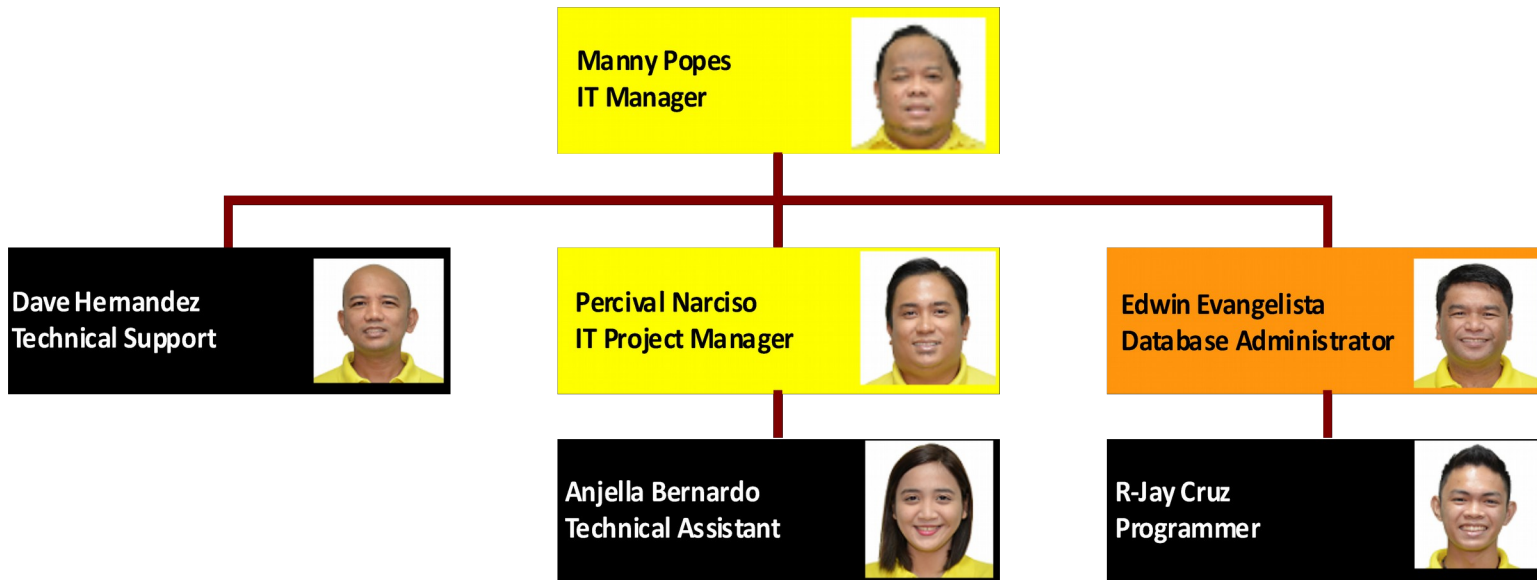 Manny Popes
IT Manager
Dave Hernandez
Technical Support
Percival Narciso
IT Project Manager
Edwin Evangelista
Database Administrator
Anjella Bernardo
Technical Assistant
R-Jay Cruz
Programmer